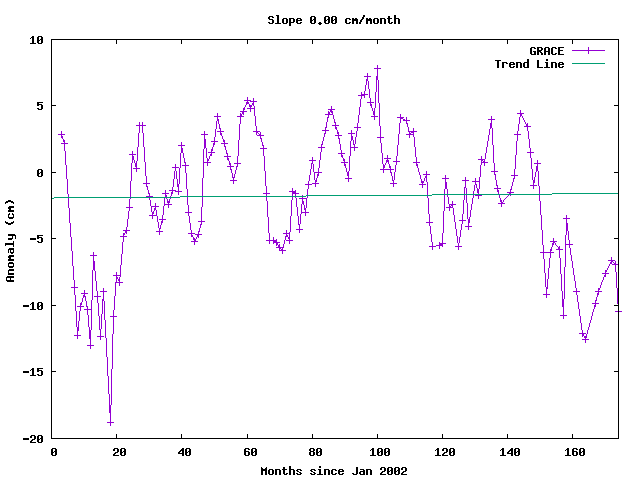 Slope 0.00 cm/month
GRACE
Trend Line
10
5
0
-5
-10
-15
-20
Anomaly (cm)
0 20 40 60 80 100 120 140 160
Months since Jan 2002